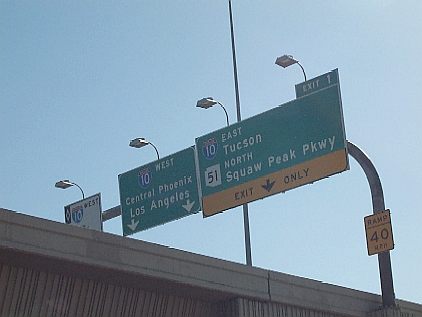 WEST
10
WEST
10
Central Phoenix
Los Angeles
EXIT
EAST
10
Tucson
NORTH
51
Squaw Peak Pkwy
EXIT ONLY
RAMP
40
MPH